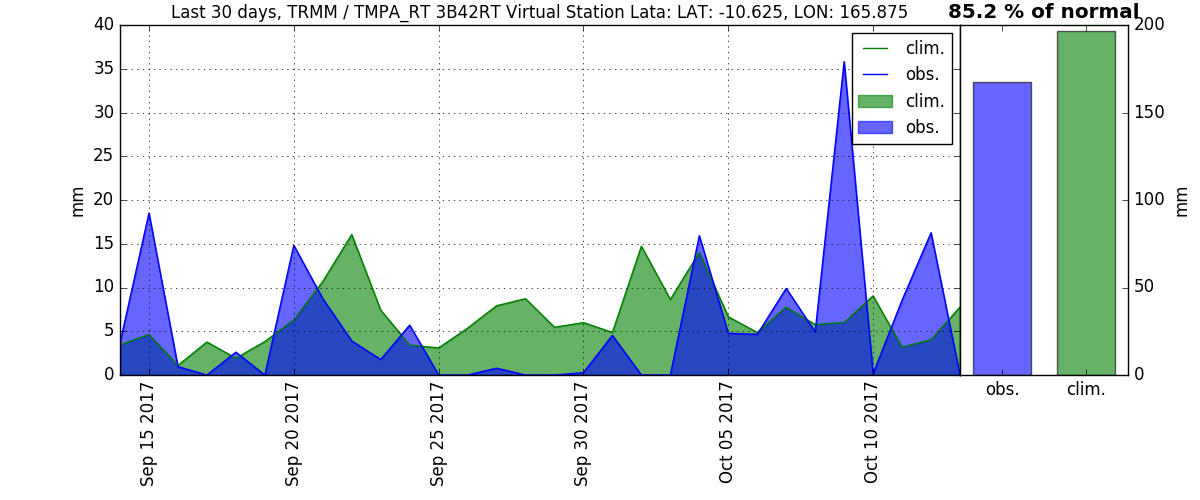 Last 30 days, TRMM / TMPA_RT 3B42RT Virtual Station Lata: LAT: -10.625, LON: 165.875
85.2 % of normal
40
35
30
25
20
15
10
5
0
mm
clim.
obs.
clim.
obs.
Sep 15 2017
Sep 20 2017
Sep 25 2017
Sep 30 2017
Oct 05 2017
Oct 10 2017
200
150
100
50
0
mm
obs.
clim.